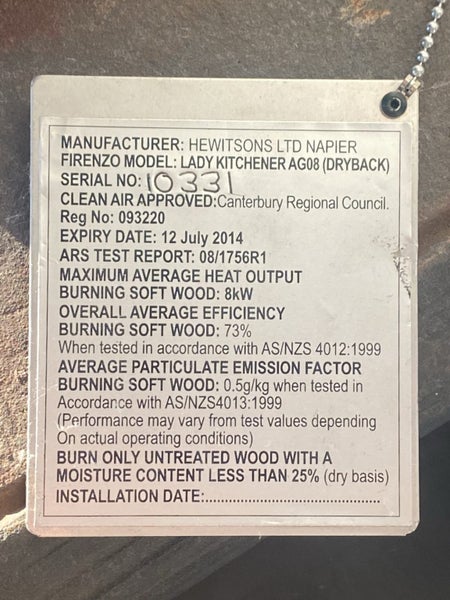 MANUFACTURER: HEWITSONS LTD NAPIER
FIRENZO MODEL: LADY KITCHENER AG08 (DRYBACK)
SERIAL NO: 10331
CLEAN AIR APPROVED:Canterbury Regional Council.
Reg No: 093220
EXPIRY DATE: 12 July 2014
ARS TEST REPORT: 08/1756R1
MAXIMUM AVERAGE HEAT OUTPUT
BURNING SOFT WOOD: 8kW
OVERALL AVERAGE EFFICIENCY
BURNING SOFT WOOD: 73%
When tested in accordance with AS/NZS 4012:1999
AVERAGE PARTICULATE EMISSION FACTOR
BURNING SOFT WOOD: 0.5g/kg when tested in
Accordance with AS/NZS4013:1999
(Performance may vary from test values depending
On actual operating conditions)
BURN ONLY UNTREATED WOOD WITH A
MOISTURE CONTENT LESS THAN 25% (dry basis)
INSTALLATION DATE:........................................